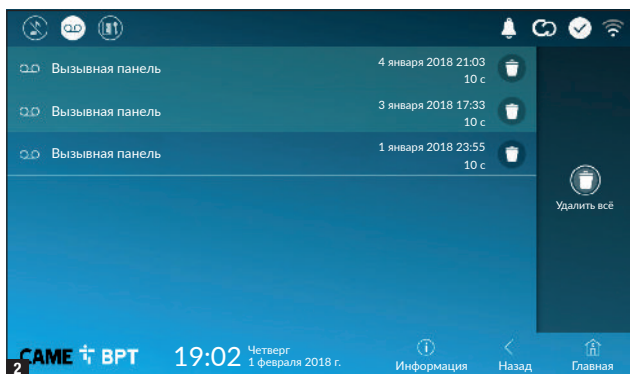 Вызывная панель
4 января 2018 21:03
10 с
Вызывная панель
3 января 2018 17:33
10 с
Вызывная панель
1 января 2018 23:55
10 с
Удалить всё
2
CAME BPT
19:02
Четверг
1 февраля 2018 г.
Информация
Назад
Главная